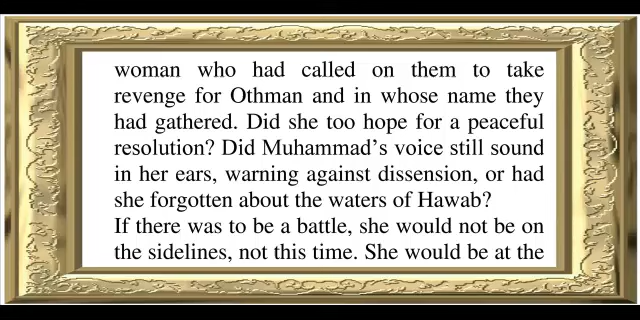 woman who had called on them to take
revenge for Othman and in whose name they
had gathered. Did she too hope for a peaceful
resolution? Did Muhammad’s voice still sound
in her ears, warning against dissension, or had
she forgotten about the waters of Hawab?
If there was to be a battle, she would not be on
the sidelines, not this time. She would be at the